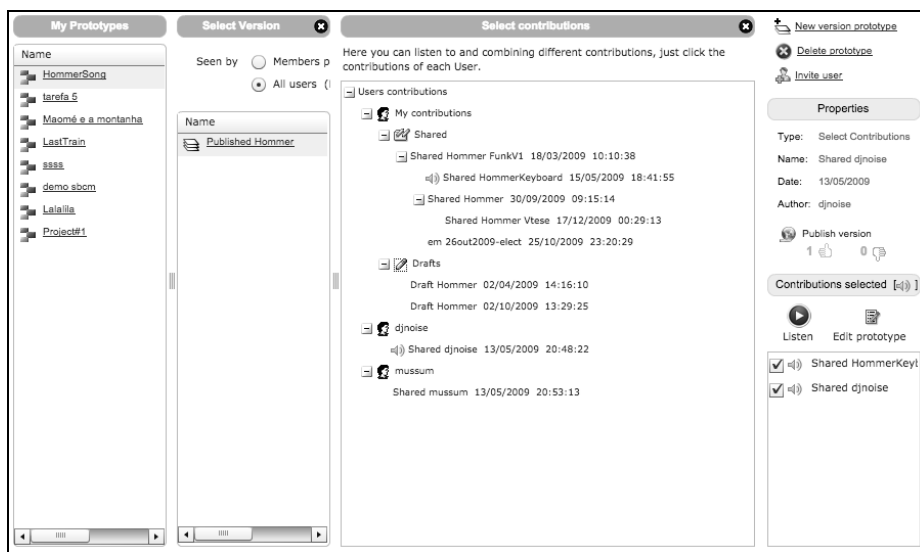 My Prototypes
Name
HommerSong
tarefa 5
Maomé e a montanha
LastTrain
ssss
demo sbcm
Lalalila
Project#1
Select Version
Seen by
Members p
All users (
Name
Published Hommer
Select contributions
Here you can listen to and combining different contributions, just click the
contributions of each User.
Users contributions
My contributions
Shared
Shared Hommer FunkV1 18/03/2009 10:10:38
Shared HommerKeyboard 15/05/2009 18:41:55
Shared Hommer 30/09/2009 09:15:14
Shared Hommer Vtese 17/12/2009 00:29:13
em 26out2009-elect 25/10/2009 23:20:29
Drafts
Draft Hommer 02/04/2009 14:16:10
Draft Hommer 02/10/2009 13:29:25
djnoise
Shared djnoise 13/05/2009 20:48:22
mussum
Shared mussum 13/05/2009 20:53:13
New version prototype
Delete prototype
Invite user
Properties
Type: Select Contributions
Name: Shared djnoise
Date: 13/05/2009
Author: djnoise
Publish version
1 0
Contributions selected [ ]
Listen Edit prototype
Shared HommerKeyt
Shared djnoise